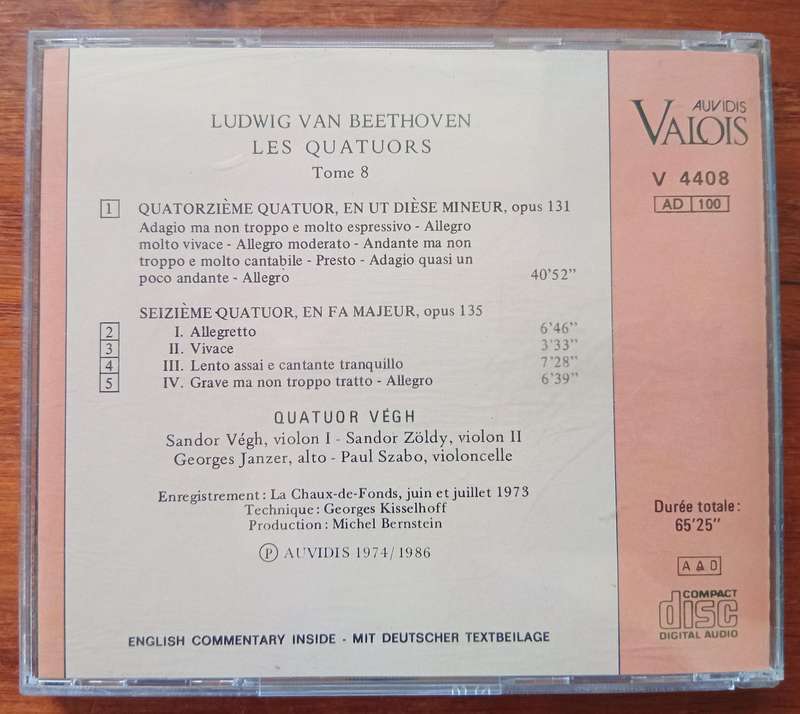 LUDWIG VAN BEETHOVEN
LES QUATUORS
Tome 8
1 QUATORZIÈME QUATUOR, EN UT DIÈSE MINEUR, opus 131
Adagio ma non troppo e molto espressivo - Allegro
molto vivace - Allegro moderato - Andante ma non
troppo e molto cantabile - Presto - Adagio quasi un
poco andante - Allegro 40'52"
SEIZIÈME QUATUOR, EN FA MAJEUR, opus 135
2 I. Allegretto 6'46"
3 II. Vivace 3'33"
4 III. Lento assai e cantante tranquillo 7'28"
5 IV. Grave ma non troppo tratto - Allegro 6'39"
QUATUOR VÉGH
Sandor Végh, violon I - Sandor Zöldy, violon II
Georges Janzer, alto - Paul Szabo, violoncelle
Enregistrement : La Chaux-de-Fonds, juin et juillet 1973
Technique : Georges Kisselhoff
Production : Michel Bernstein
Ⓟ AUVIDIS 1974/1986
ENGLISH COMMENTARY INSIDE - MIT DEUTSCHER TEXTBEILAGE
AUVIDIS
VALOIS
V 4408
AD 100
Durée totale :
65'25"
AAD
COMPACT
disc
DIGITAL AUDIO